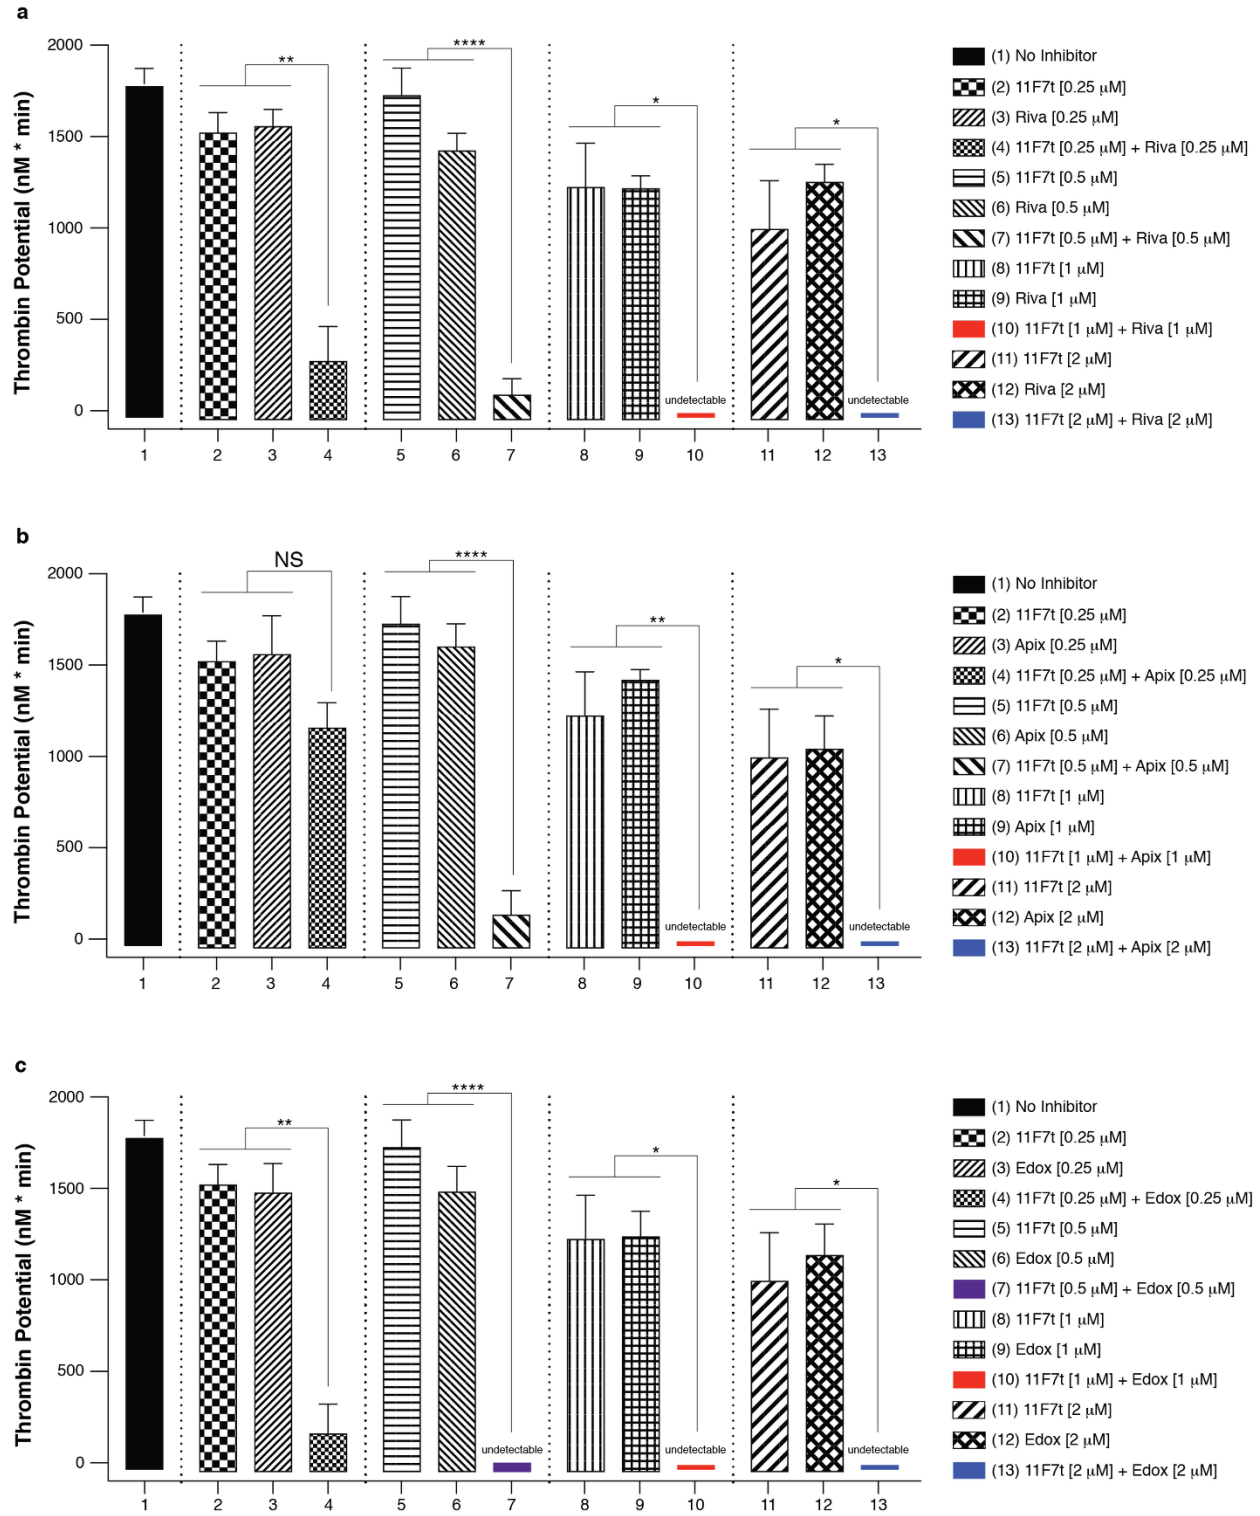 a
Thrombin Potential (nM * min)
2000
1500
1000
500
0
**
****
*
*
undetectable
undetectable
1 2 3 4 5 6 7 8 9 10 11 12 13
(1) No Inhibitor
(2) 11F7t [0.25 µM]
(3) Riva [0.25 µM]
(4) 11F7t [0.25 µM] + Riva [0.25 µM]
(5) 11F7t [0.5 µM]
(6) Riva [0.5 µM]
(7) 11F7t [0.5 µM] + Riva [0.5 µM]
(8) 11F7t [1 µM]
(9) Riva [1 µM]
(10) 11F7t [1 µM] + Riva [1 µM]
(11) 11F7t [2 µM]
(12) Riva [2 µM]
(13) 11F7t [2 µM] + Riva [2 µM]
b
Thrombin Potential (nM * min)
2000
1500
1000
500
0
NS
****
**
*
undetectable
undetectable
1 2 3 4 5 6 7 8 9 10 11 12 13
(1) No Inhibitor
(2) 11F7t [0.25 µM]
(3) Apix [0.25 µM]
(4) 11F7t [0.25 µM] + Apix [0.25 µM]
(5) 11F7t [0.5 µM]
(6) Apix [0.5 µM]
(7) 11F7t [0.5 µM] + Apix [0.5 µM]
(8) 11F7t [1 µM]
(9) Apix [1 µM]
(10) 11F7t [1 µM] + Apix [1 µM]
(11) 11F7t [2 µM]
(12) Apix [2 µM]
(13) 11F7t [2 µM] + Apix [2 µM]
c
Thrombin Potential (nM * min)
2000
1500
1000
500
0
**
****
*
*
undetectable
undetectable
undetectable
1 2 3 4 5 6 7 8 9 10 11 12 13
(1) No Inhibitor
(2) 11F7t [0.25 µM]
(3) Edox [0.25 µM]
(4) 11F7t [0.25 µM] + Edox [0.25 µM]
(5) 11F7t [0.5 µM]
(6) Edox [0.5 µM]
(7) 11F7t [0.5 µM] + Edox [0.5 µM]
(8) 11F7t [1 µM]
(9) Edox [1 µM]
(10) 11F7t [1 µM] + Edox [1 µM]
(11) 11F7t [2 µM]
(12) Edox [2 µM]
(13) 11F7t [2 µM] + Edox [2 µM]